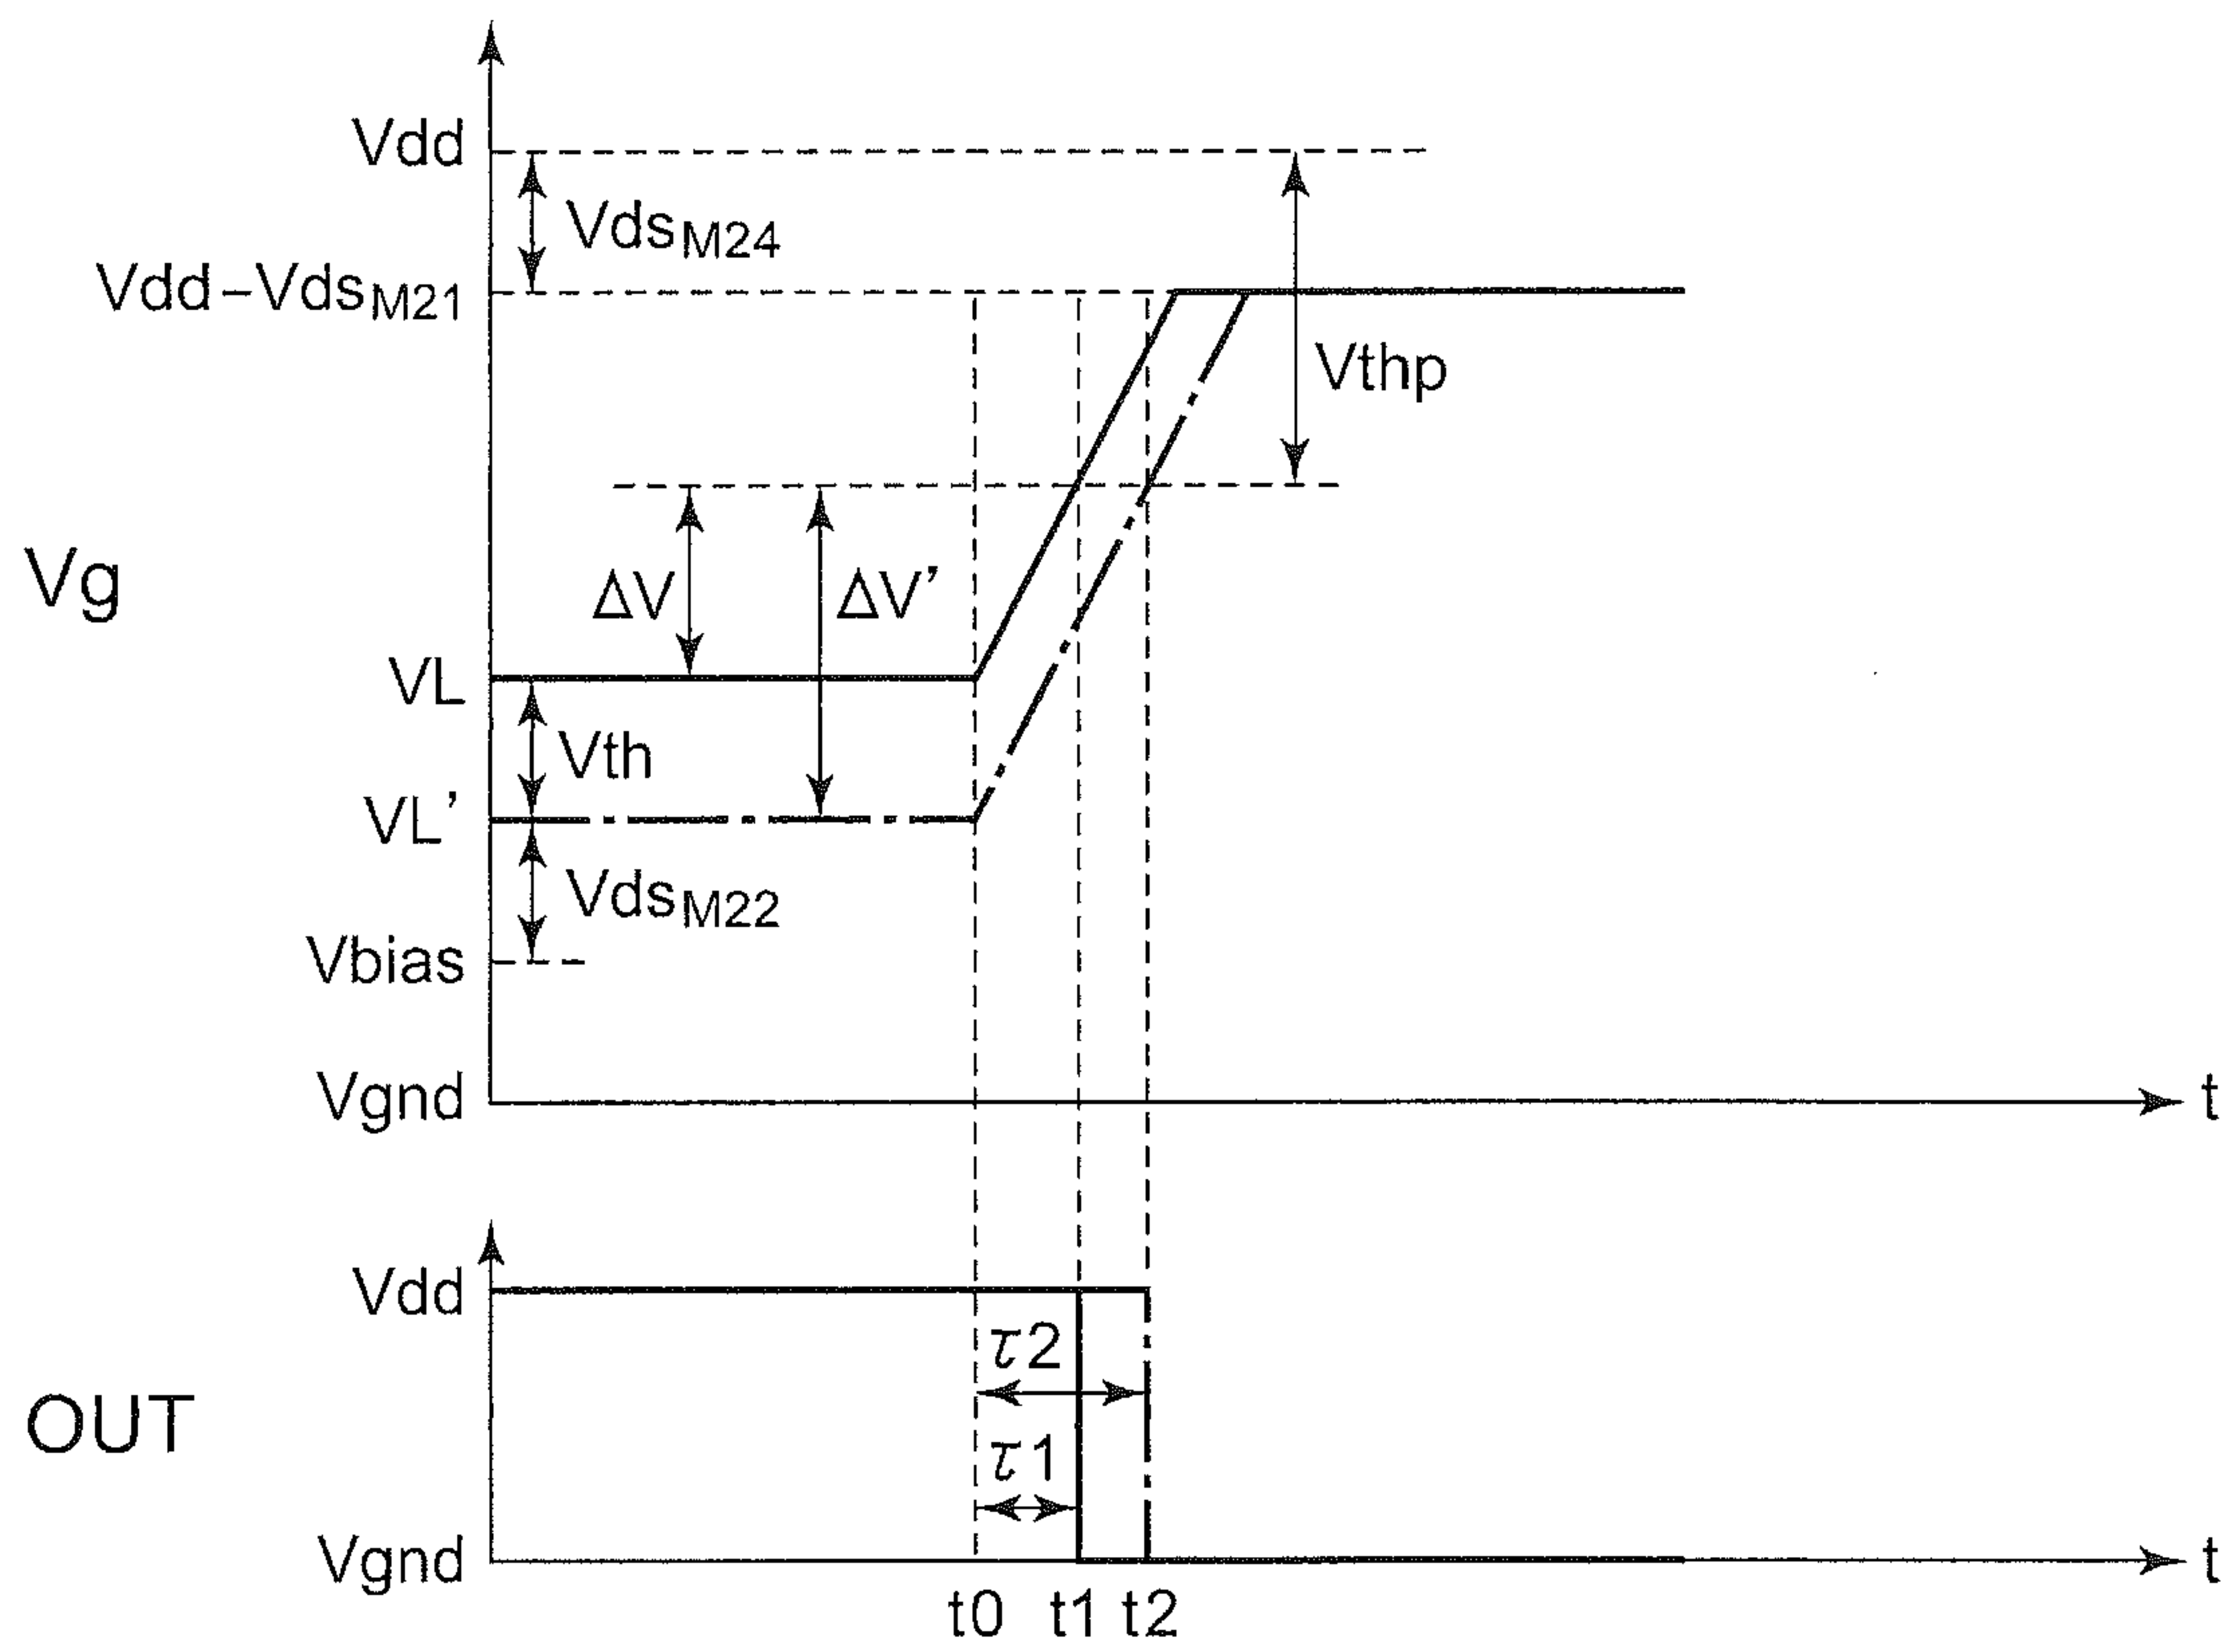 Vdd
VdsM24
Vdd-VdsM21
Vthp
Vg
ΔV
ΔV’
VL
Vth
VL’
VdsM22
Vbias
Vgnd
t
Vdd
τ2
OUT
τ1
Vgnd
t
t0 t1 t2